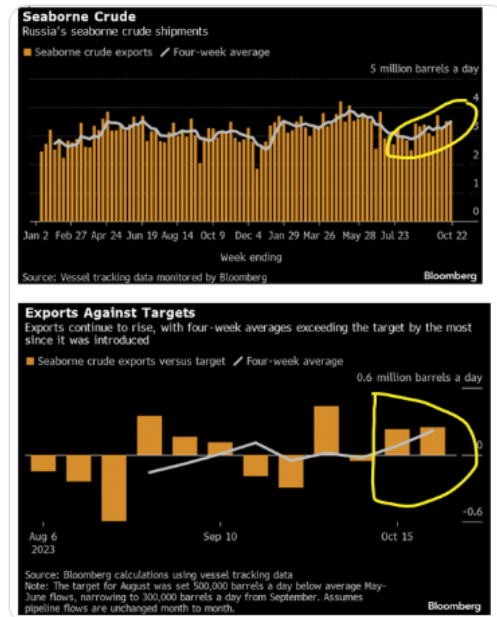 Seaborne Crude
Russia's seaborne crude shipments
Seaborne crude exports Four-week average
5 million barrels a day
4
3
2
1
0
Jan 2 Feb 27 Apr 24 Jun 19 Aug 14 Oct 9 Dec 4 Jan 29 Mar 26 May 28 Jul 23 Oct 22
Week ending
Source: Vessel tracking data monitored by Bloomberg Bloomberg
Exports Against Targets
Exports continue to rise, with four-week averages exceeding the target by the most
since it was introduced
Seaborne crude exports versus target Four-week average
0.6 million barrels a day
0
-0.6
Aug 6 Sep 10 Oct 15
2023
Source: Bloomberg calculations using vessel tracking data
Note: The target for August was set 500,000 barrels a day below average May-
June flows, narrowing to 300,000 barrels a day from September. Assumes
pipeline flows are unchanged month to month. Bloomberg